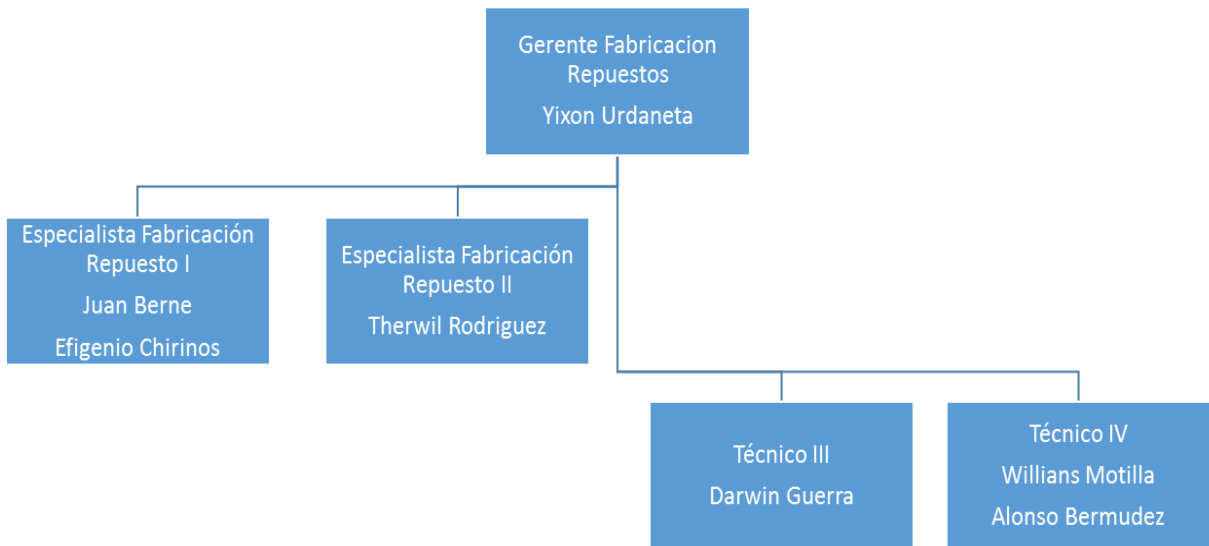 Gerente Fabricacion
Repuestos
Yixon Urdaneta
Especialista Fabricación
Repuesto I
Juan Berne
Efigenio Chirinos
Especialista Fabricación
Repuesto II
Therwil Rodriguez
Técnico III
Darwin Guerra
Técnico IV
Willians Motilla
Alonso Bermudez